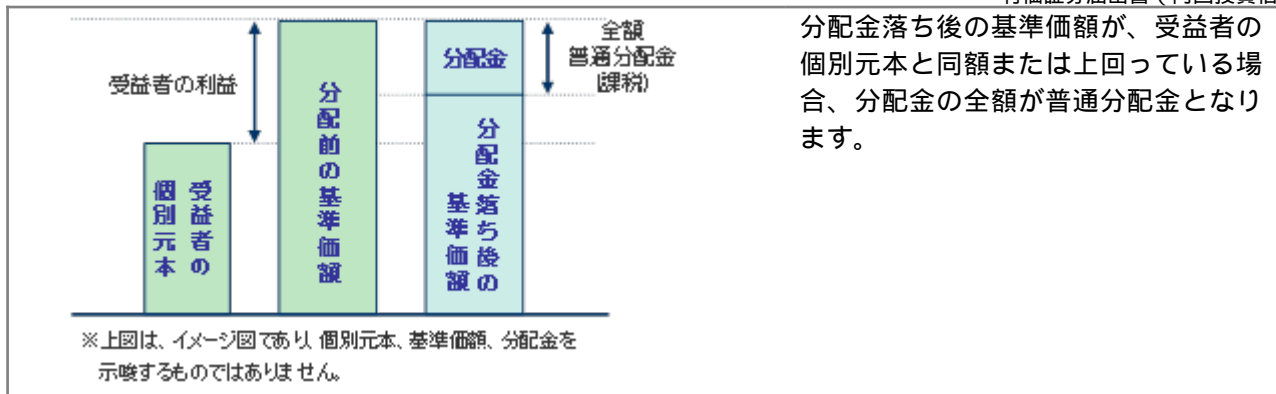 分配金落ち後の基準価額が、受益者の
個別元本と同額または上回っている場
合、分配金の全額が普通分配金となり
ます。
全額
普通分配金
(課税)
分配金
受益者の利益
分配前の基準価額
分配金落ち後の
基準価額
受益者の
個別元本
※上図は、イメージ図であり、個別元本、基準価額、分配金を
示唆するものではありません。